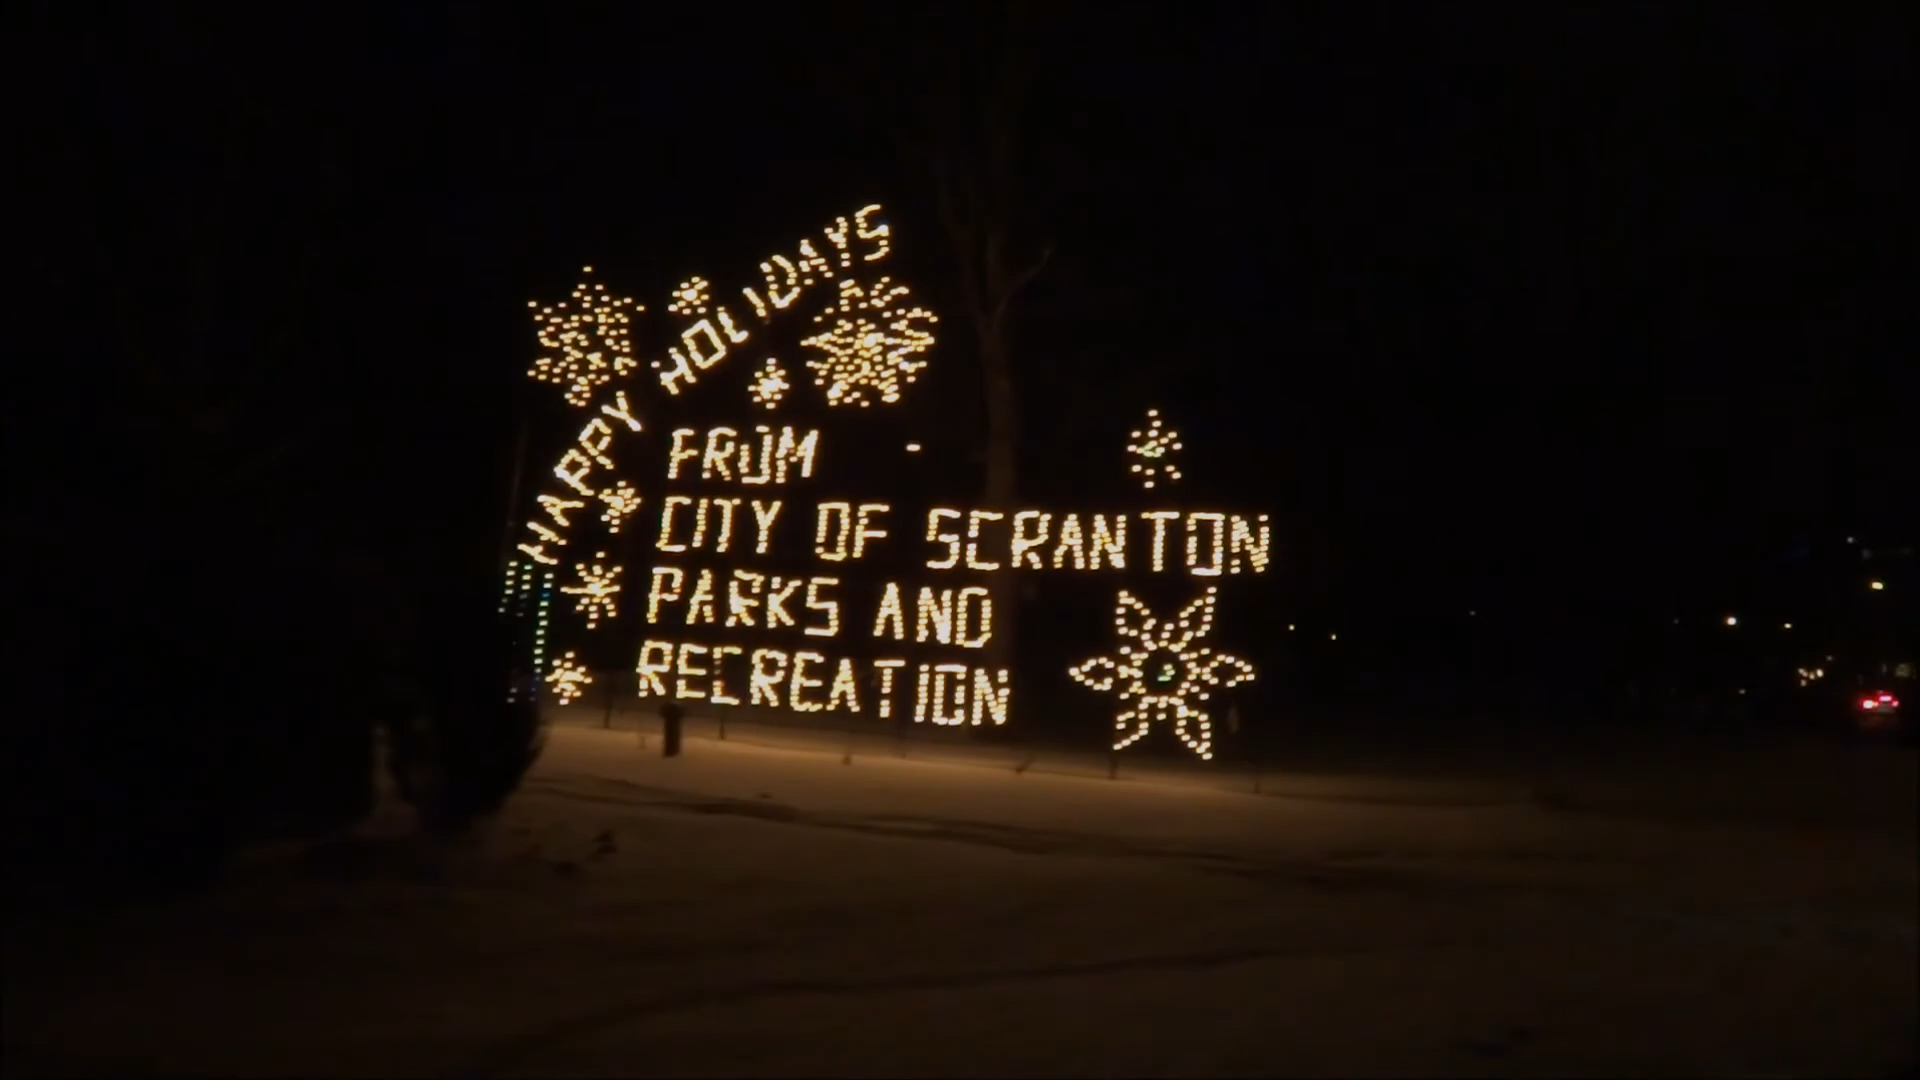 HAPPY HOLIDAYS
FROM
CITY OF SCRANTON
PARKS AND
RECREATION